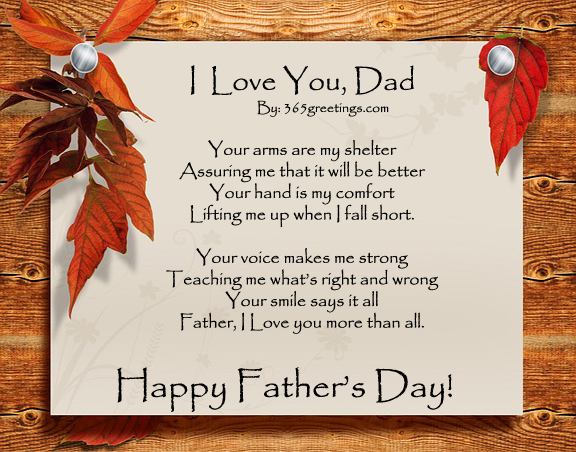 I Love You, Dad
By: 365greetings.com
Your arms are my shelter
Assuring me that it will be better
Your hand is my comfort
Lifting me up when I fall short.
Your voice makes me strong
Teaching me what's right and wrong
Your smile says it all
Father, I Love you more than all.
Happy Father's Day!